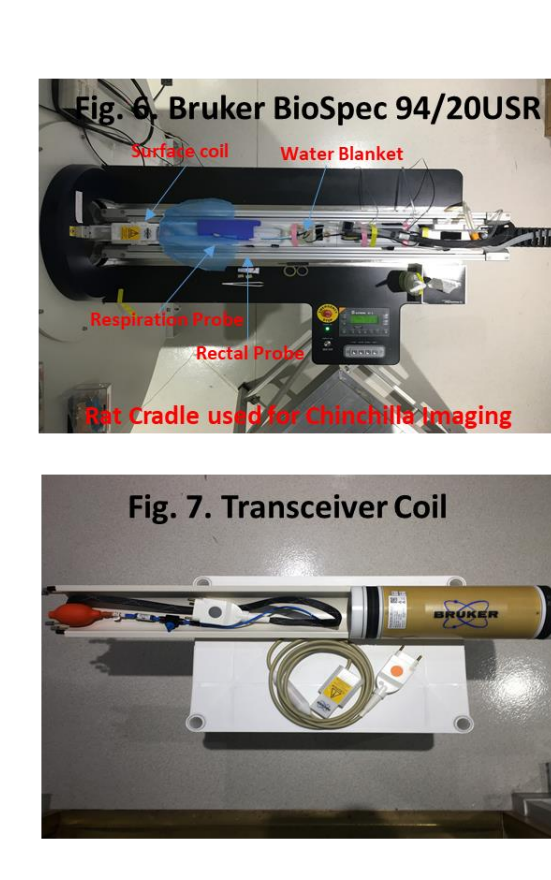 Fig. 6. Bruker BioSpec 94/20USR
Surface coil
Water Blanket
Respiration Probe
Rectal Probe
Rat Cradle used for Chinchilla Imaging
Fig. 7. Transceiver Coil
BRUKER